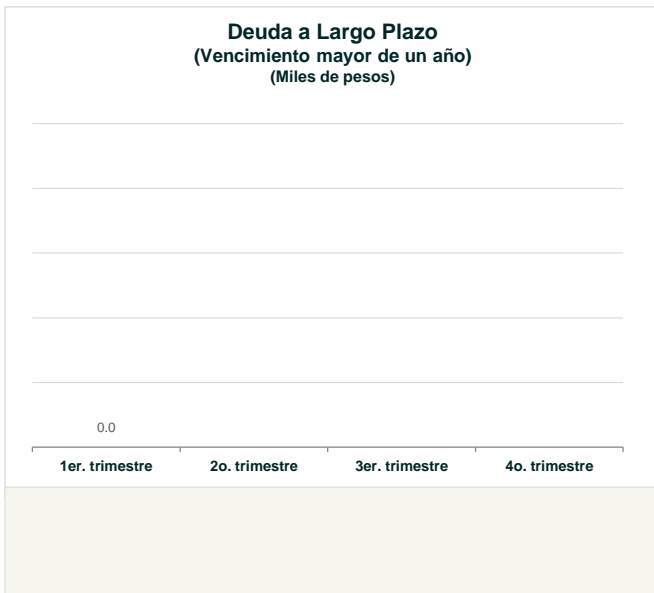 Deuda a Largo Plazo
(Vencimiento mayor de un año)
(Miles de pesos)
0.0
1er. trimestre 2o. trimestre 3er. trimestre 4o. trimestre